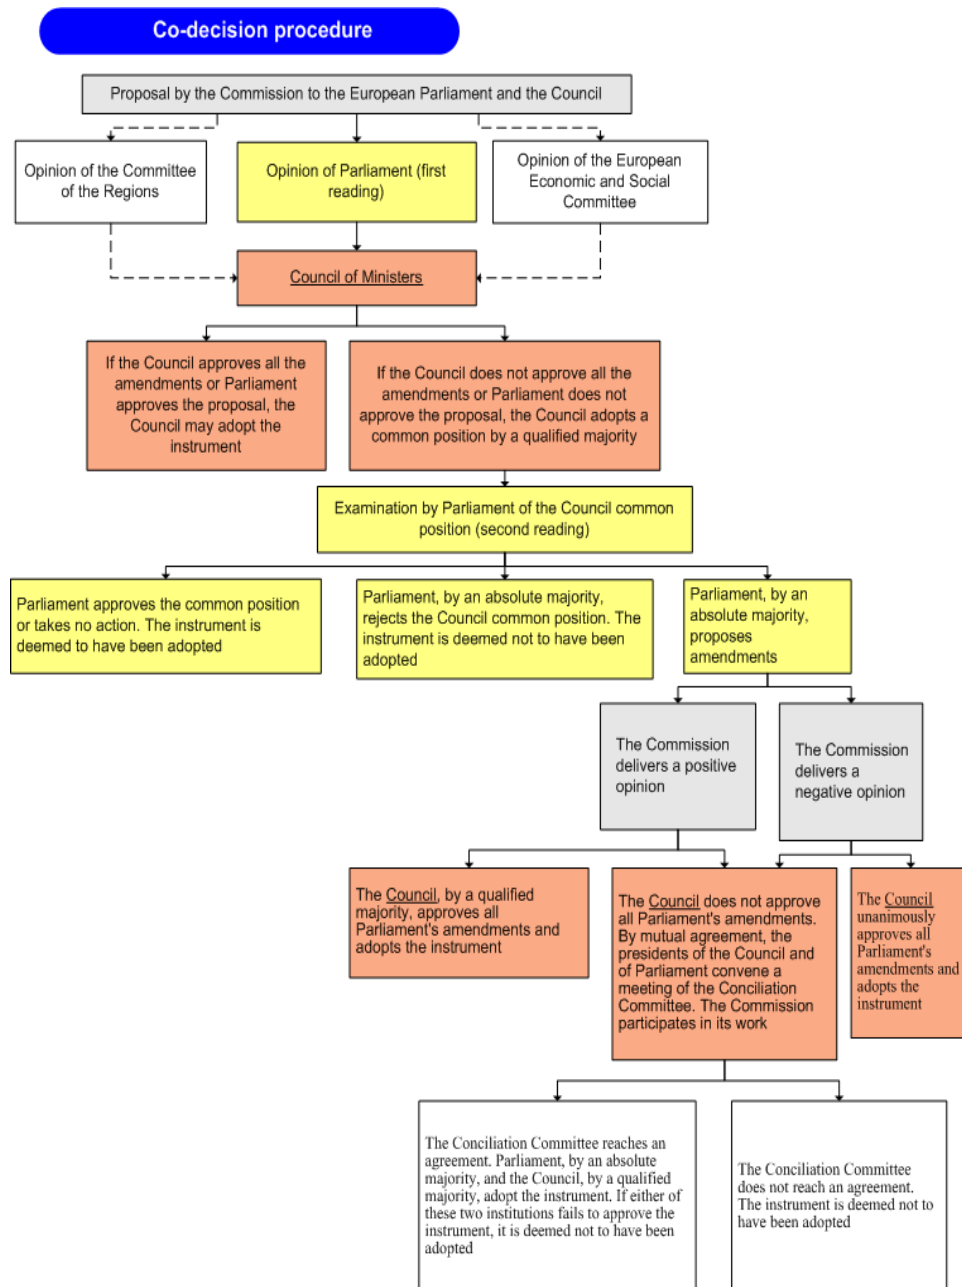 Co-decision procedure
Proposal by the Commission to the European Parliament and the Council
Opinion of the Committee
of the Regions
Opinion of Parliament (first
reading)
Opinion of the European
Economic and Social
Committee
Council of Ministers
If the Council approves all the
amendments or Parliament
approves the proposal, the
Council may adopt the
instrument
If the Council does not approve all the
amendments or Parliament does not
approve the proposal, the Council adopts a
common position by a qualified majority
Examination by Parliament of the Council common
position (second reading)
Parliament approves the common position
or takes no action. The instrument is
deemed to have been adopted
Parliament, by an absolute majority,
rejects the Council common position. The
instrument is deemed not to have been
adopted
Parliament, by an
absolute majority,
proposes
amendments
The Commission
delivers a positive
opinion
The Commission
delivers a
negative opinion
The Council, by a qualified
majority, approves all
Parliament's amendments and
adopts the instrument
The Council does not approve
all Parliament's amendments.
By mutual agreement, the
presidents of the Council and
of Parliament convene a
meeting of the Conciliation
Committee. The Commission
participates in its work
The Council
unanimously
approves all
Parliament's
amendments and
adopts the
instrument
The Conciliation Committee reaches an
agreement. Parliament, by an absolute
majority, and the Council, by a qualified
majority, adopt the instrument. If either of
these two institutions fails to approve the
instrument, it is deemed not to have been
adopted
The Conciliation Committee
does not reach an agreement.
The instrument is deemed not to
have been adopted